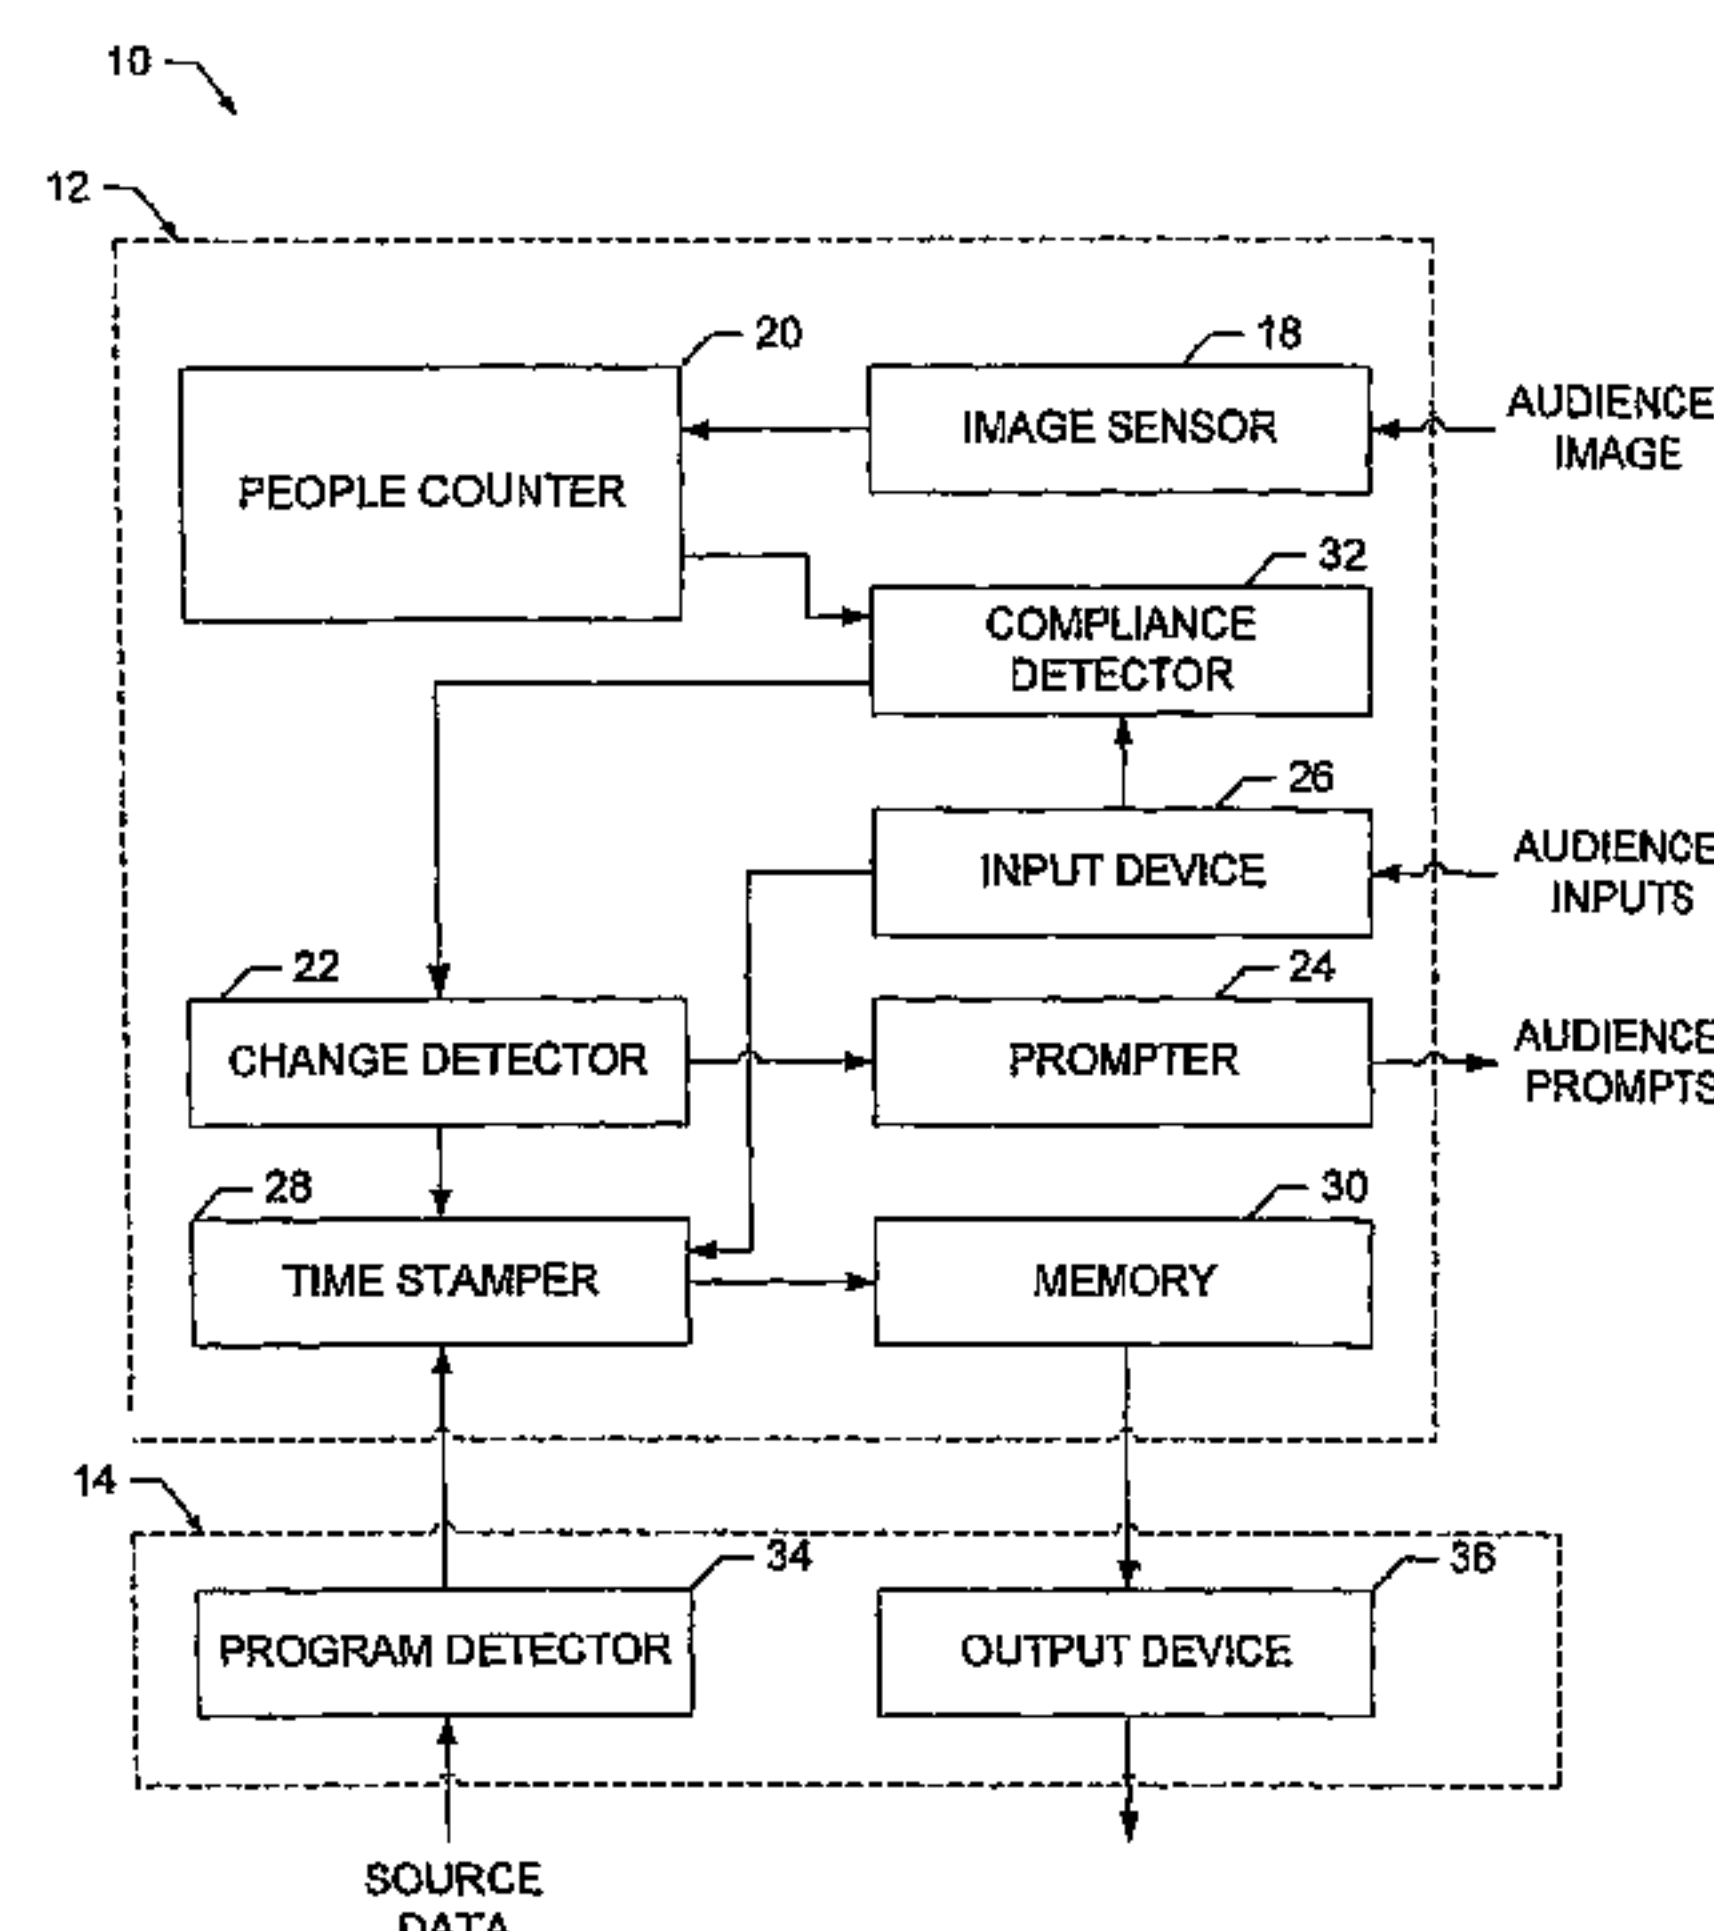 10
12
20
18
IMAGE SENSOR
AUDIENCE
IMAGE
PEOPLE COUNTER
32
COMPLIANCE
DETECTOR
26
INPUT DEVICE
AUDIENCE
INPUTS
22
24
CHANGE DETECTOR
PROMPTER
AUDIENCE
PROMPTS
28
30
TIME STAMPER
MEMORY
14
34
36
PROGRAM DETECTOR
OUTPUT DEVICE
SOURCE
DATA